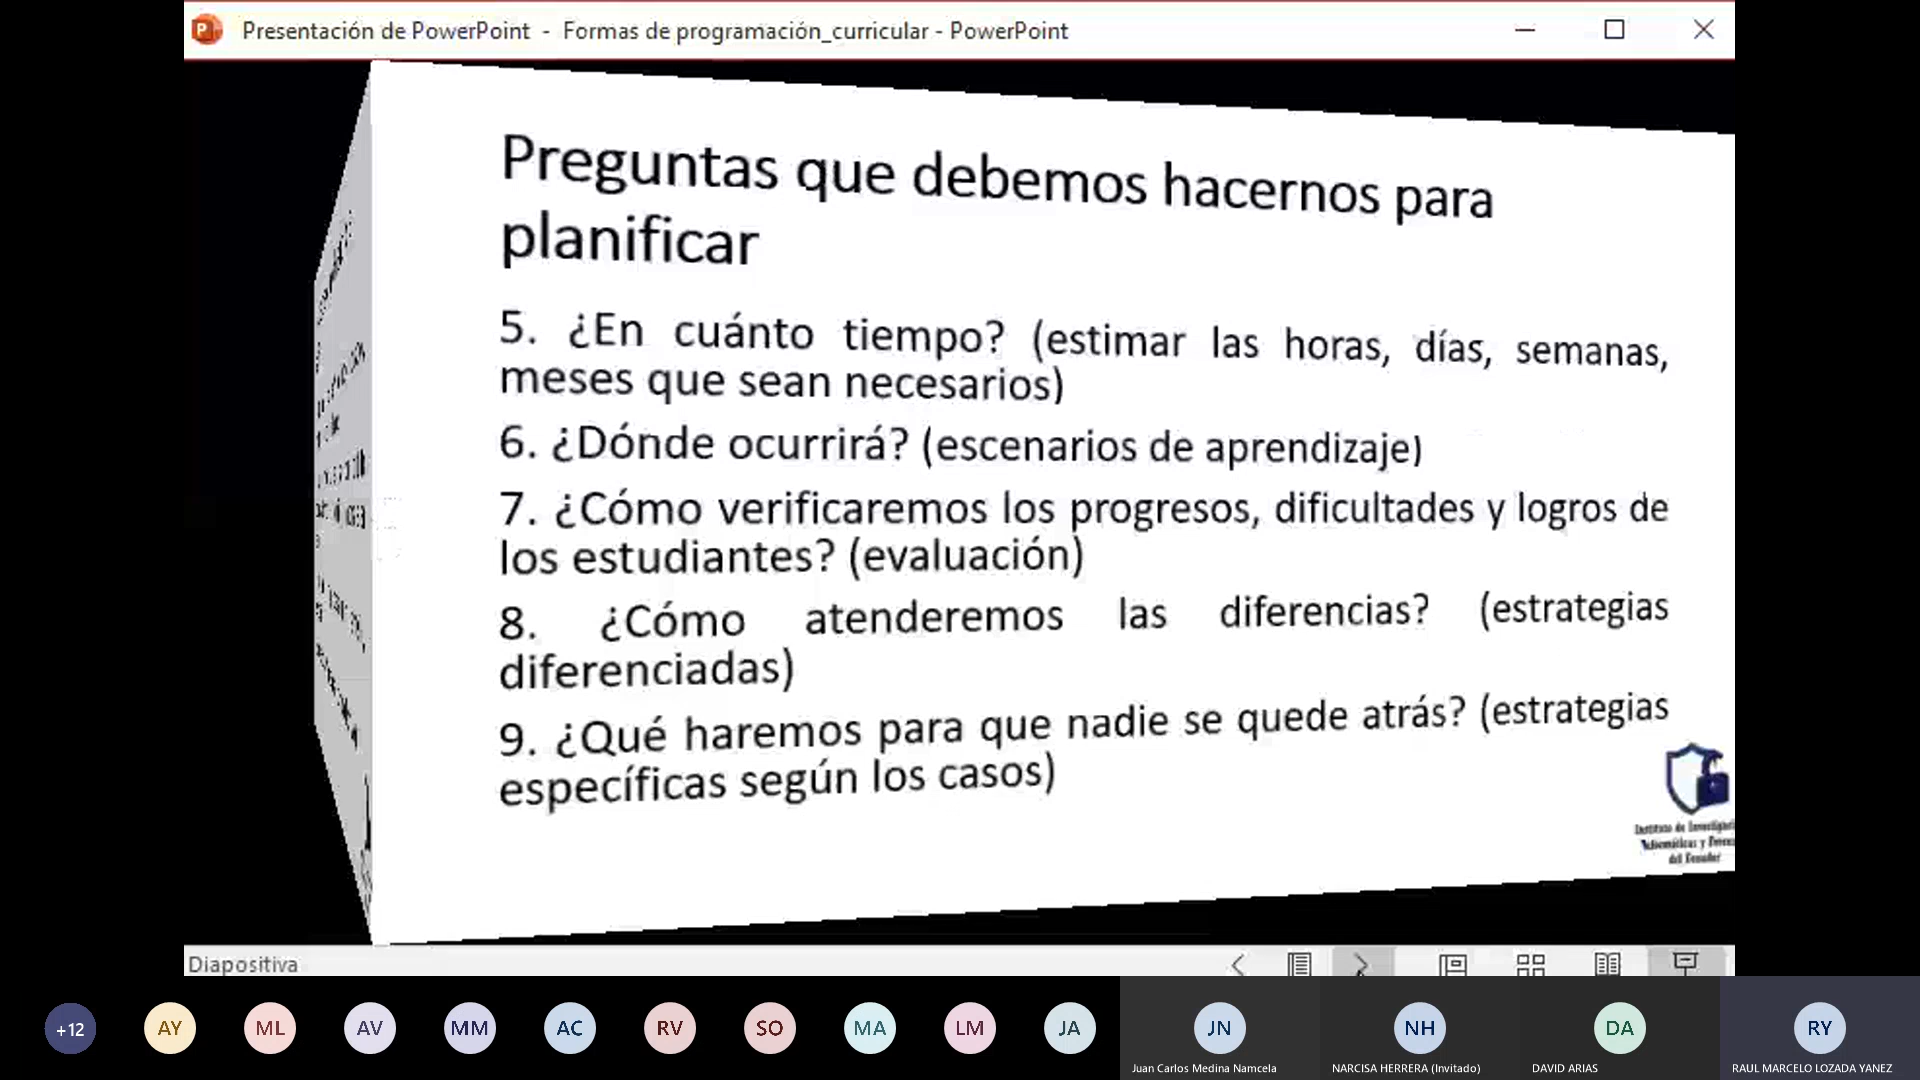 Presentación de PowerPoint - Formas de programación_curricular - PowerPoint
Preguntas que debemos hacernos para
planificar
5. ¿En cuánto tiempo? (estimar las horas, días, semanas,
meses que sean necesarios)
6. ¿Dónde ocurrirá? (escenarios de aprendizaje)
7. ¿Cómo verificaremos los progresos, dificultades y logros de
los estudiantes? (evaluación)
8. ¿Cómo atenderemos las diferencias? (estrategias
diferenciadas)
9. ¿Qué haremos para que nadie se quede atrás? (estrategias
específicas según los casos)
Instituto de
del Ecuador
Diapositiva
+12 AY ML AV MM AC RV SO MA LM JA JN NH DA RY
Juan Carlos Medina Namcela NARCISA HERRERA (Invitado) DAVID ARIAS RAUL MARCELO LOZADA YANEZ